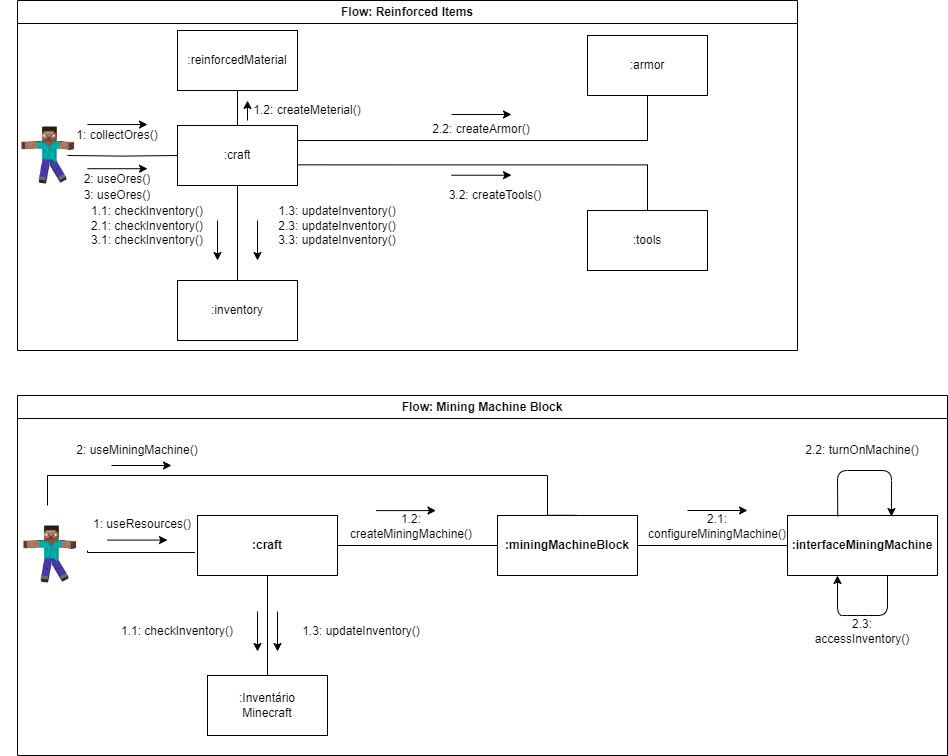 Flow: Reinforced Items
:reinforcedMaterial
:armor
1.2: createMeterial()
1: collectOres()
2.2: createArmor()
:craft
2: useOres()
3: useOres()
3.2: createTools()
1.1: checkInventory()
2.1: checkInventory()
3.1: checkInventory()
1.3: updateInventory()
2.3: updateInventory()
3.3: updateInventory()
:tools
:inventory
Flow: Mining Machine Block
2: useMiningMachine()
2.2: turnOnMachine()
1: useResources()
1.2:
createMiningMachine()
2.1:
configureMiningMachine()
:craft
:miningMachineBlock
:interfaceMiningMachine
1.1: checkInventory()
1.3: updateInventory()
2.3:
accessInventory()
:Inventário
Minecraft